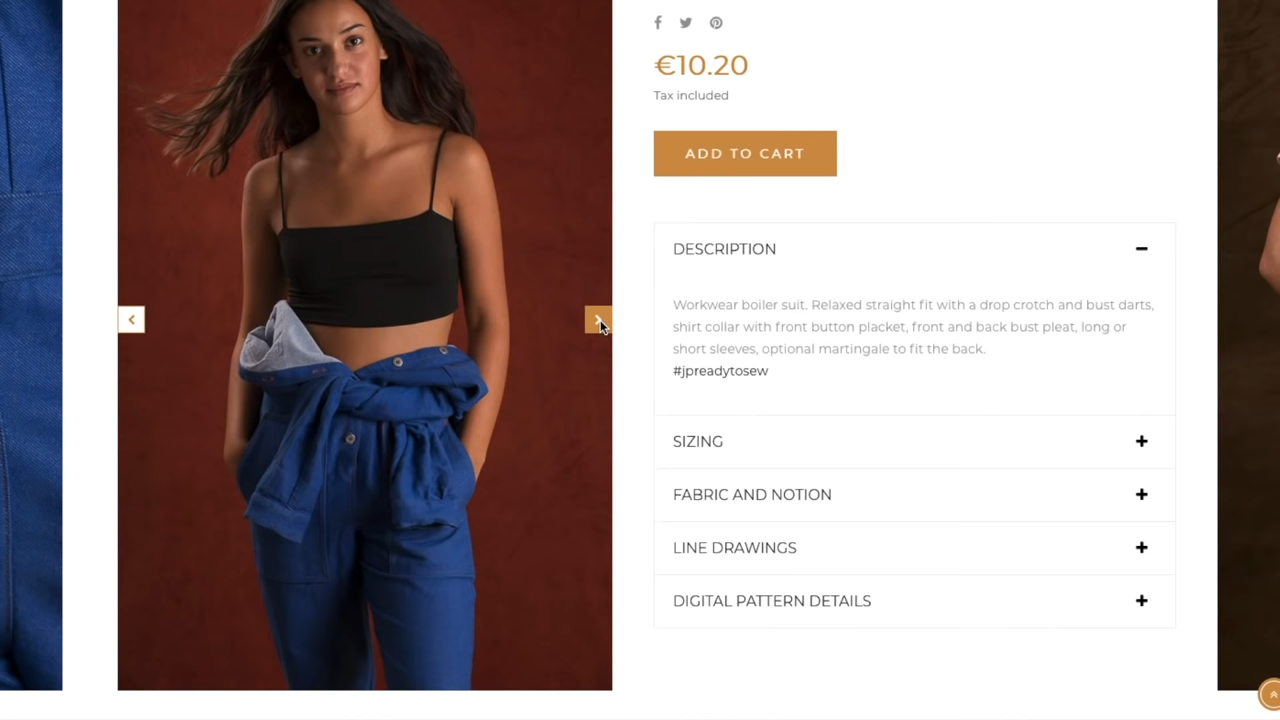 €10.20
Tax included
ADD TO CART
DESCRIPTION
Workwear boiler suit. Relaxed straight fit with a drop crotch and bust darts,
shirt collar with front button placket, front and back bust pleat, long or
short sleeves, optional martingale to fit the back.
#jpreadytosew
SIZING
FABRIC AND NOTION
LINE DRAWINGS
DIGITAL PATTERN DETAILS